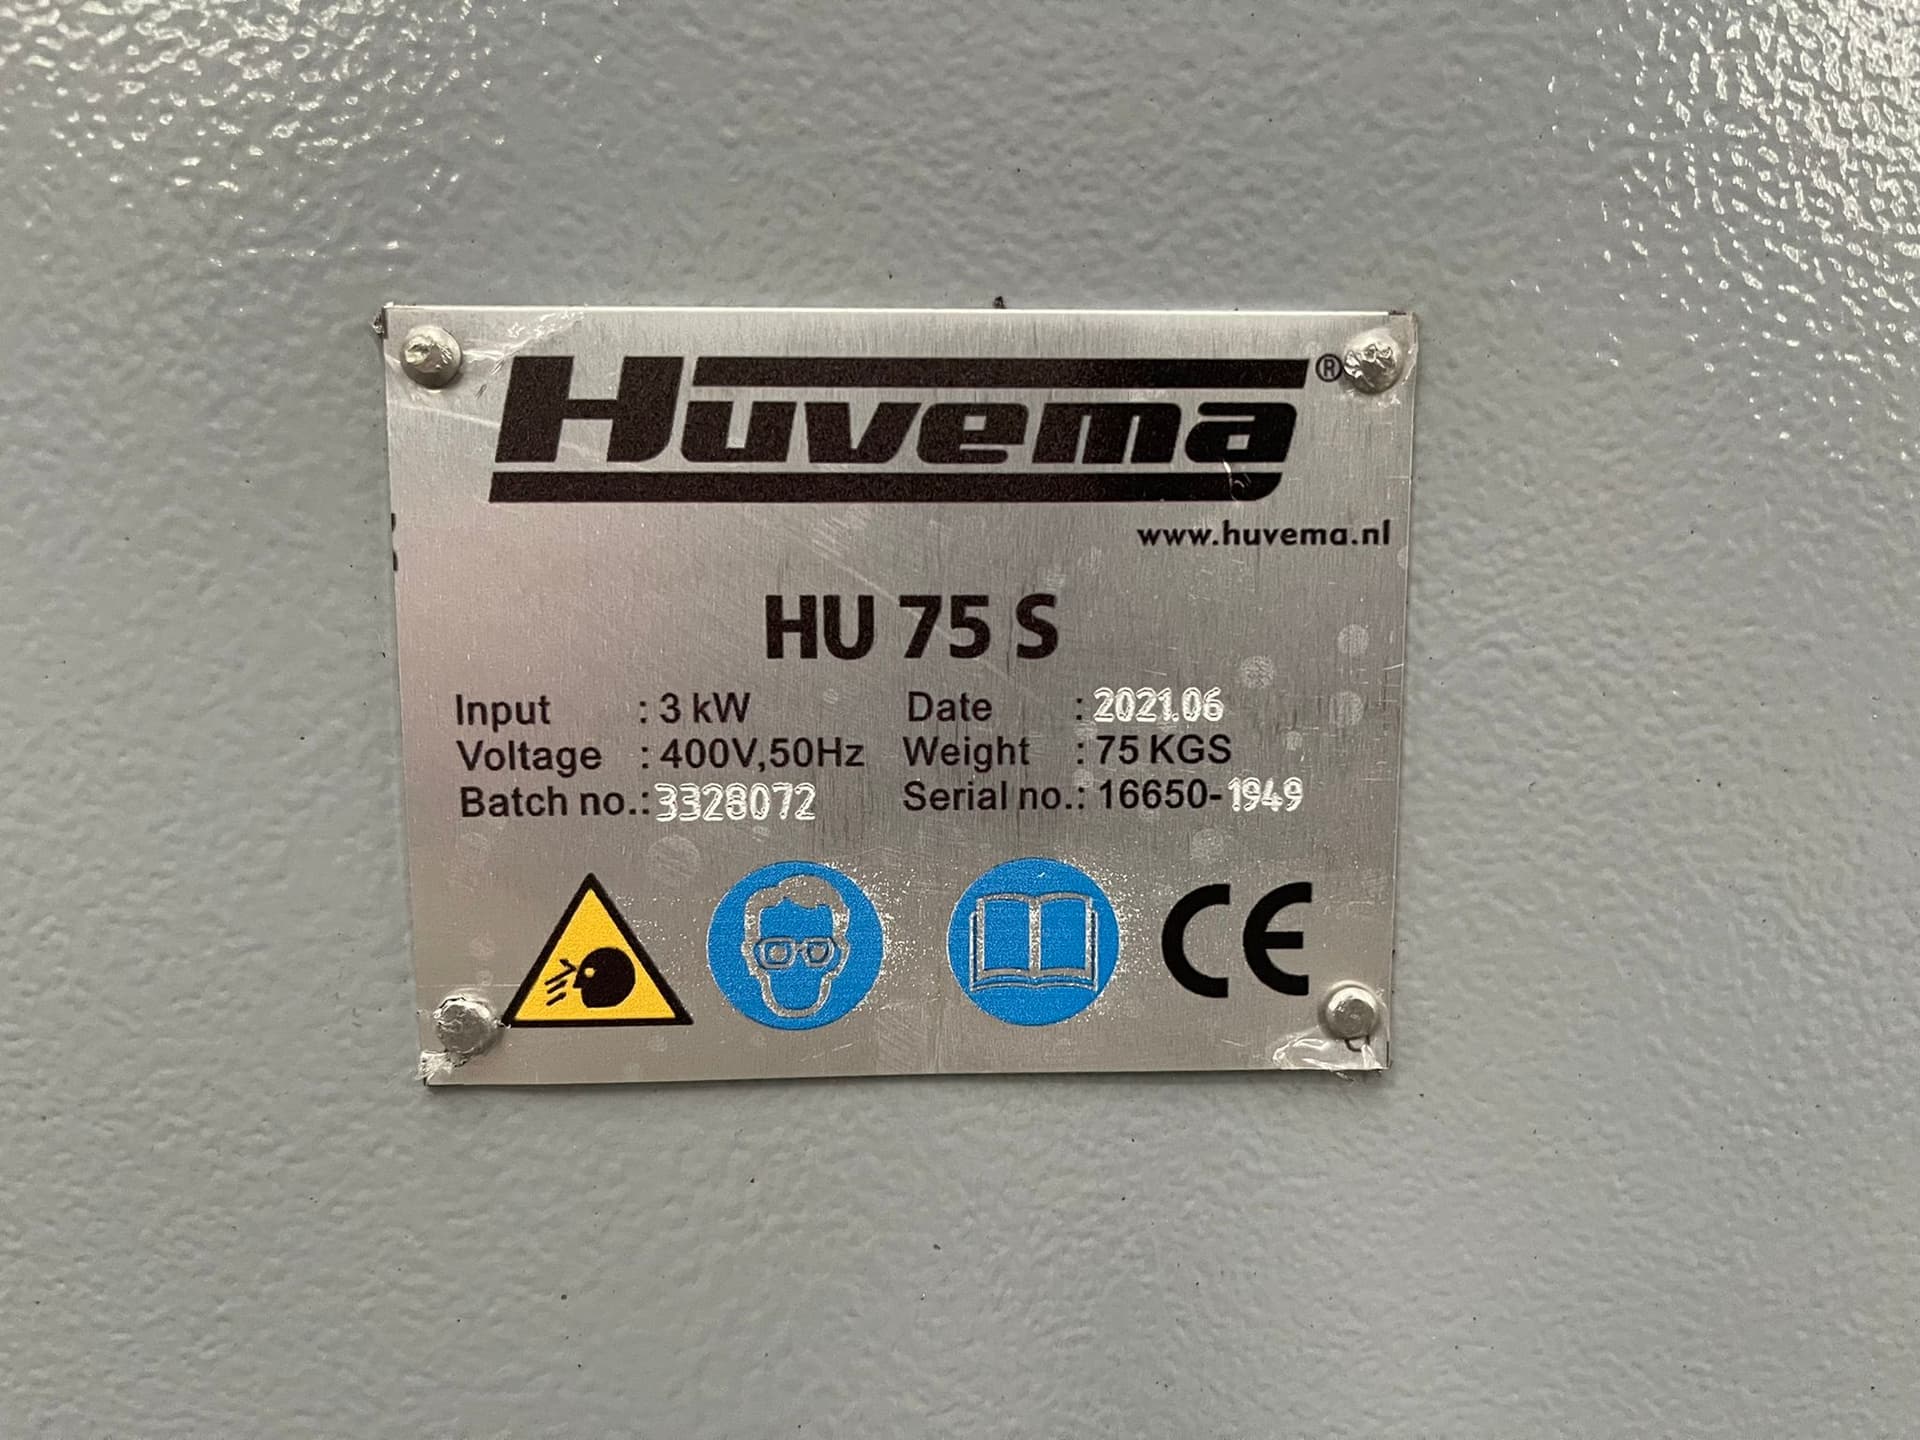 Huvema®
www.huvema.nl
HU 75 S
Input : 3 kW Date : 2021.06
Voltage : 400V,50Hz Weight : 75 KGS
Batch no.: 3328072 Serial no.: 16650-1949
CE